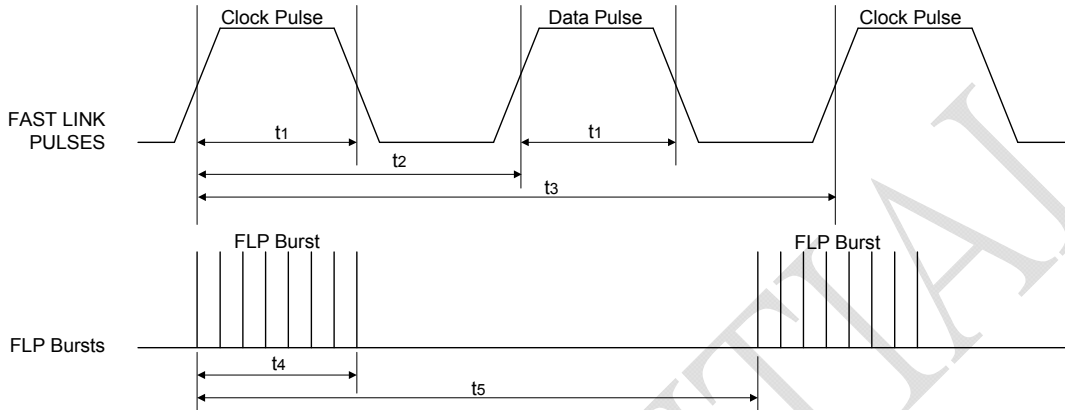 Clock Pulse
Data Pulse
Clock Pulse
FAST LINK
PULSES
t1
t1
t2
t3
FLP Burst
FLP Burst
FLP Bursts
t4
t5